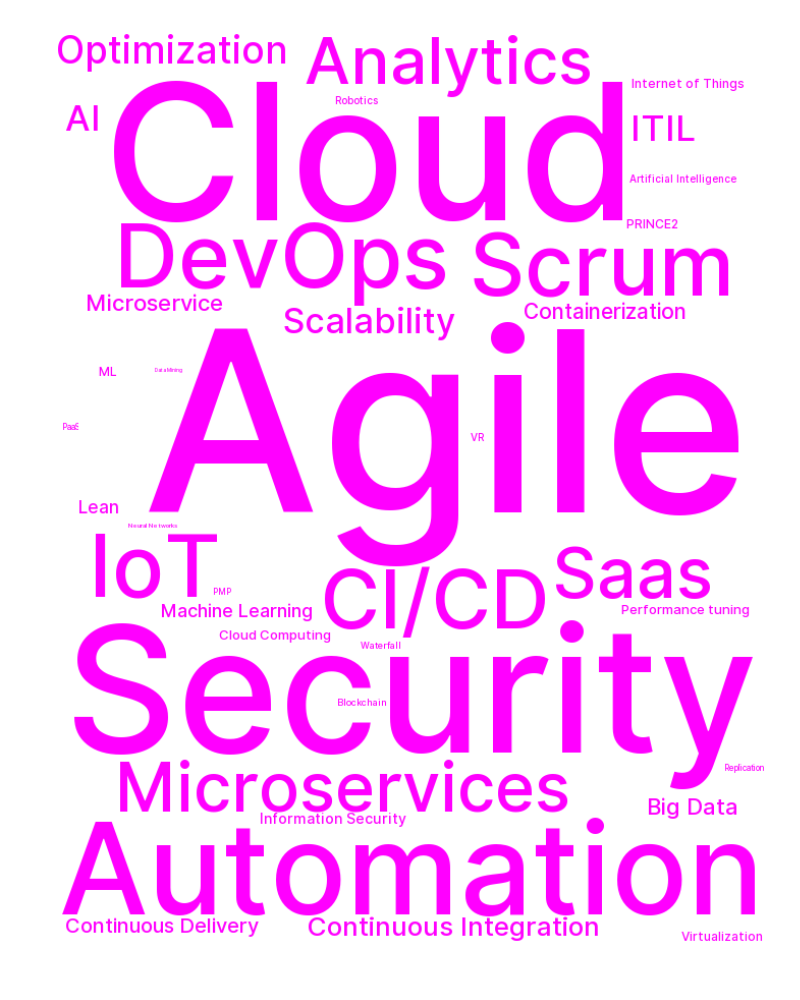 Optimization
Analytics
Internet of Things
Robotics
AI
Cloud
ITIL
Artificial Intelligence
PRINCE2
DevOps
Scrum
Microservice
Scalability
Containerization
ML
Data Mining
Agile
PaaS
VR
Lean
Neural Networks
IoT
CI/CD
Saas
PMP
Machine Learning
Performance tuning
Cloud Computing
Waterfall
Security
Blockchain
Replication
Microservices
Big Data
Information Security
Automation
Continuous Delivery
Continuous Integration
Virtualization